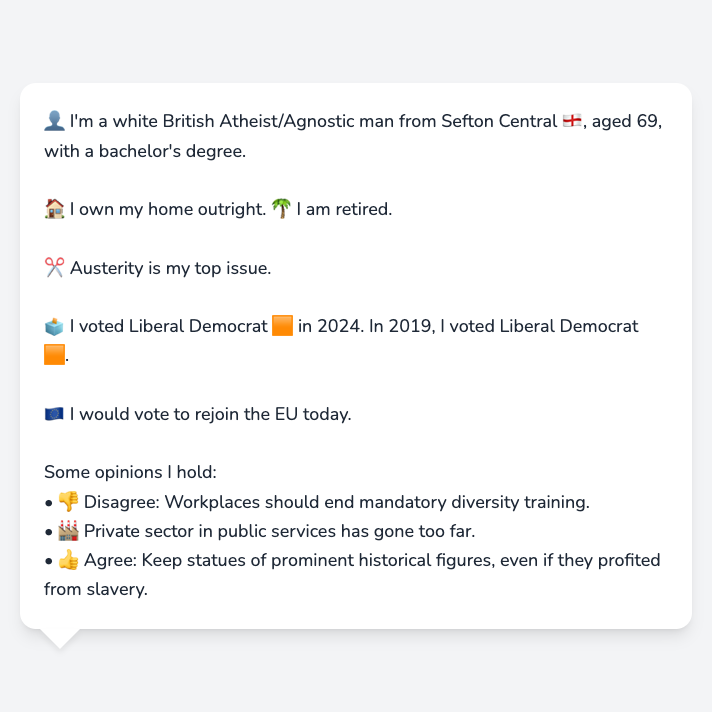 👤 I'm a white British Atheist/Agnostic man from Sefton Central 🏴󠁧󠁢󠁥󠁮󠁧󠁿, aged 69,
with a bachelor's degree.
🏠 I own my home outright. 🌴 I am retired.
✂️ Austerity is my top issue.
🗳️ I voted Liberal Democrat 🟧 in 2024. In 2019, I voted Liberal Democrat
🟧.
🇪🇺 I would vote to rejoin the EU today.
Some opinions I hold:
• 👎 Disagree: Workplaces should end mandatory diversity training.
• 🏭 Private sector in public services has gone too far.
• 👍 Agree: Keep statues of prominent historical figures, even if they profited
from slavery.